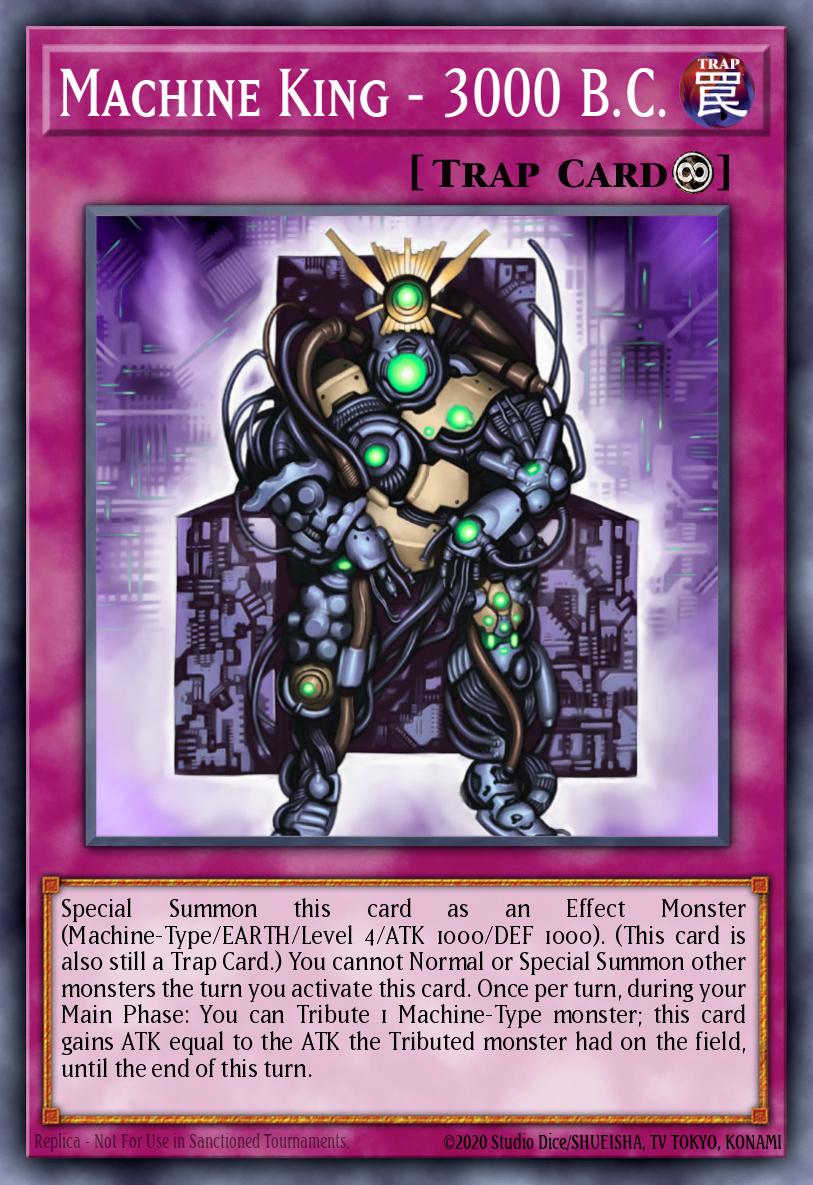 Machine King - 3000 B.C.
TRAP
罠
[Trap Card∞]
Special Summon this card as an Effect Monster
(Machine-Type/EARTH/Level 4/ATK 1000/DEF 1000). (This card is
also still a Trap Card.) You cannot Normal or Special Summon other
monsters the turn you activate this card. Once per turn, during your
Main Phase: You can Tribute 1 Machine-Type monster; this card
gains ATK equal to the ATK the Tributed monster had on the field,
until the end of this turn.
Replica - Not For Use in Sanctioned Tournaments.
©2020 Studio Dice/SHUEISHA, TV TOKYO, KONAMI